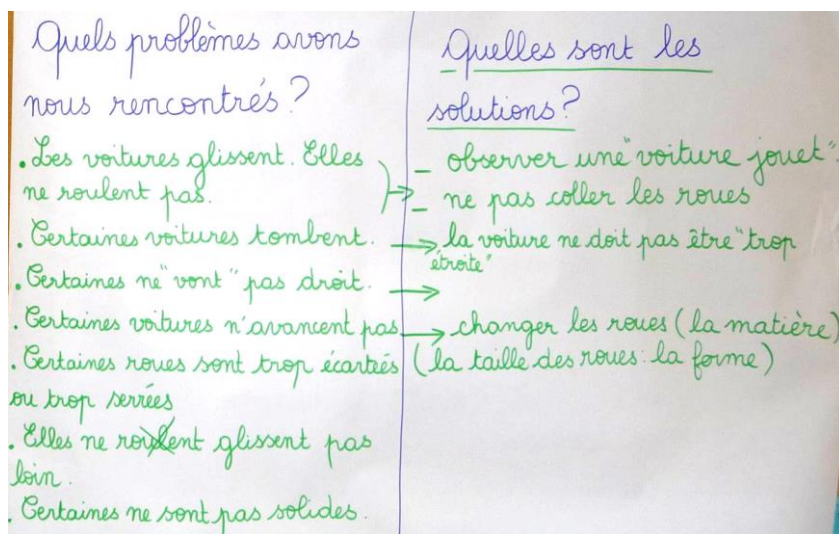 Quels problèmes avons
nous rencontrés?
. Les voitures glissent. Elles
ne roulent pas.
. Certaines voitures tombent.
. Certaines ne "vont" pas droit.
. Certaines voitures n'avancent pas
. Certaines roues sont trop écartées
ou trop serrées
. Elles ne roulent glissent pas
loin.
. Certaines ne sont pas solides.
Quelles sont les
solutions?
- observer une "voiture jouet".
- ne pas coller les roues
→ la voiture ne doit pas être "trop
étroite"
→
→ changer les roues (la matière)
(la taille des roues: la forme)